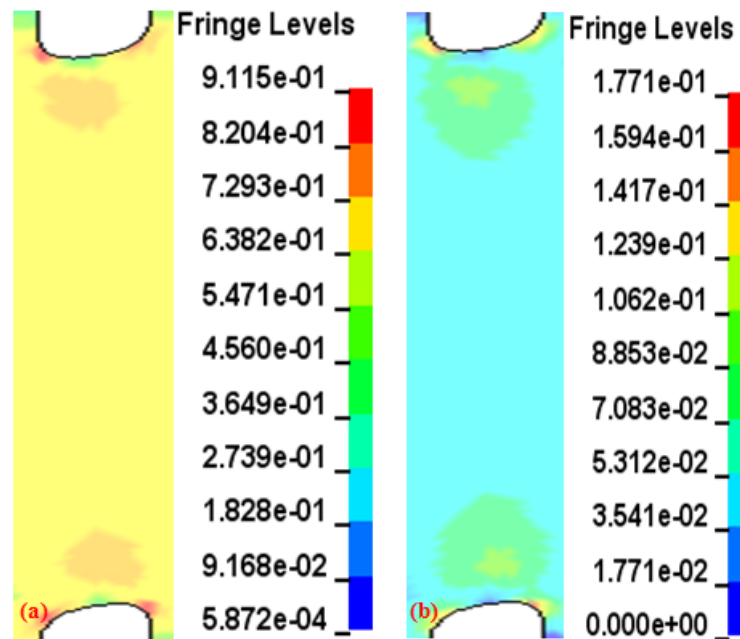 Fringe Levels
9.115e-01
8.204e-01
7.293e-01
6.382e-01
5.471e-01
4.560e-01
3.649e-01
2.739e-01
1.828e-01
9.168e-02
5.872e-04
(a)
Fringe Levels
1.771e-01
1.594e-01
1.417e-01
1.239e-01
1.062e-01
8.853e-02
7.083e-02
5.312e-02
3.541e-02
1.771e-02
0.000e+00
(b)